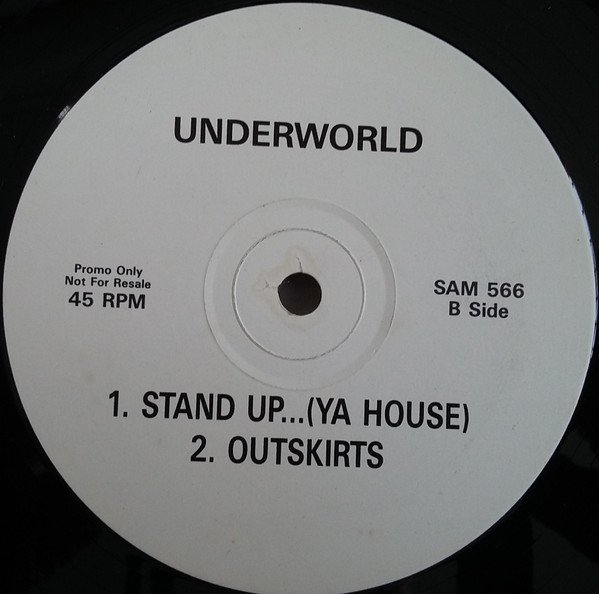 UNDERWORLD
Promo Only
Not For Resale
45 RPM
SAM 566
B Side
1. STAND UP...(YA HOUSE)
2. OUTSKIRTS